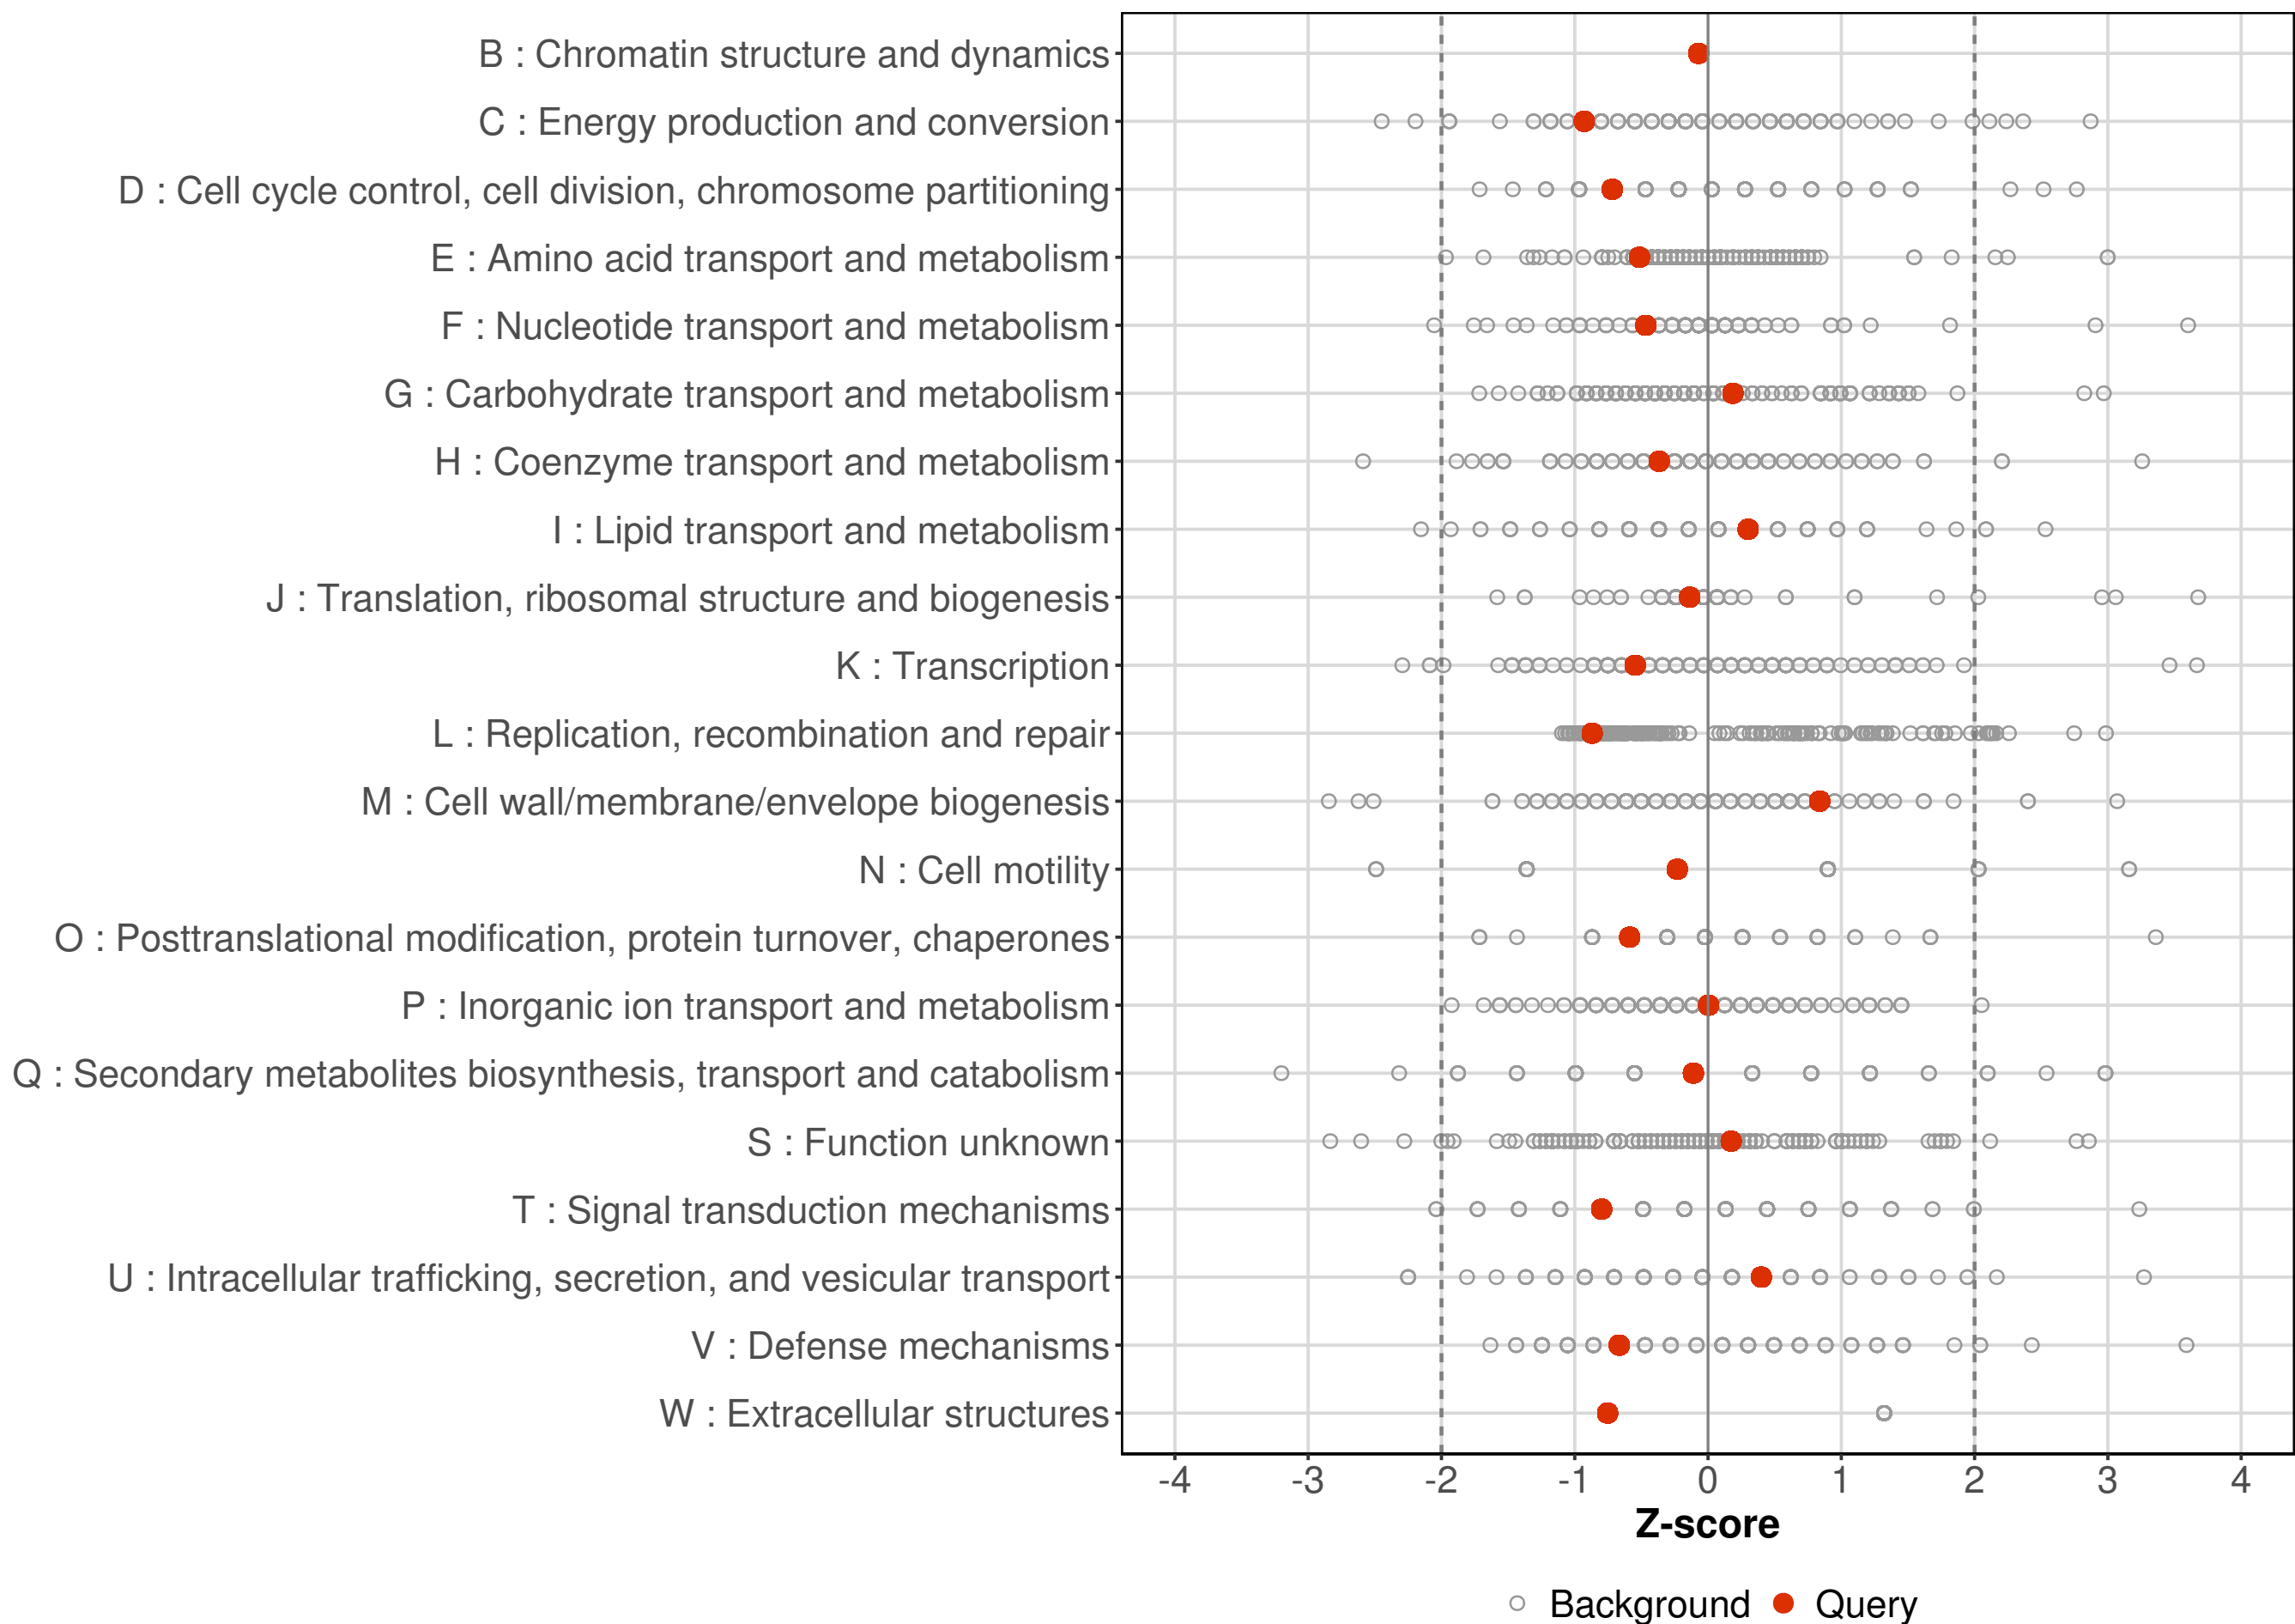 B : Chromatin structure and dynamics
C : Energy production and conversion
D : Cell cycle control, cell division, chromosome partitioning
E : Amino acid transport and metabolism
F : Nucleotide transport and metabolism
G : Carbohydrate transport and metabolism
H : Coenzyme transport and metabolism
I : Lipid transport and metabolism
J : Translation, ribosomal structure and biogenesis
K : Transcription
L : Replication, recombination and repair
M : Cell wall/membrane/envelope biogenesis
N : Cell motility
O : Posttranslational modification, protein turnover, chaperones
P : Inorganic ion transport and metabolism
Q : Secondary metabolites biosynthesis, transport and catabolism
S : Function unknown
T : Signal transduction mechanisms
U : Intracellular trafficking, secretion, and vesicular transport
V : Defense mechanisms
W : Extracellular structures
-4 -3 -2 -1 0 1 2 3 4
Z-score
Background Query